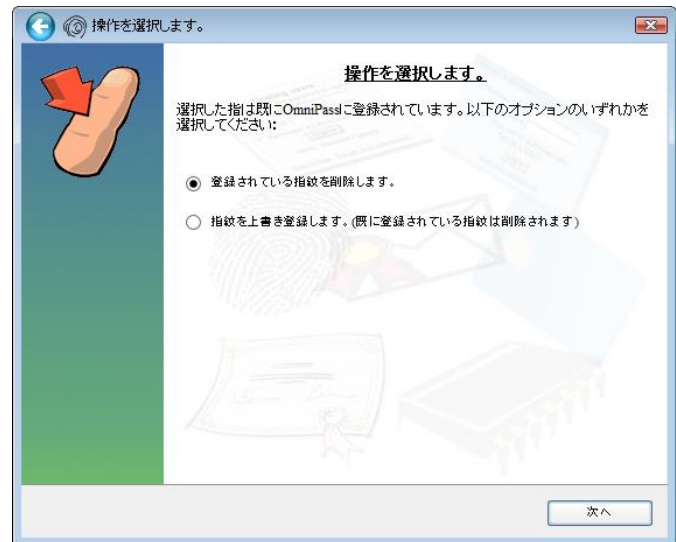 操作を選択します。
操作を選択します。
選択した指は既にOmniPassに登録されています。以下のオプションのいずれかを
選択してください:
登録されている指紋を削除します。
指紋を上書き登録します。(既に登録されている指紋は削除されます)
次へ